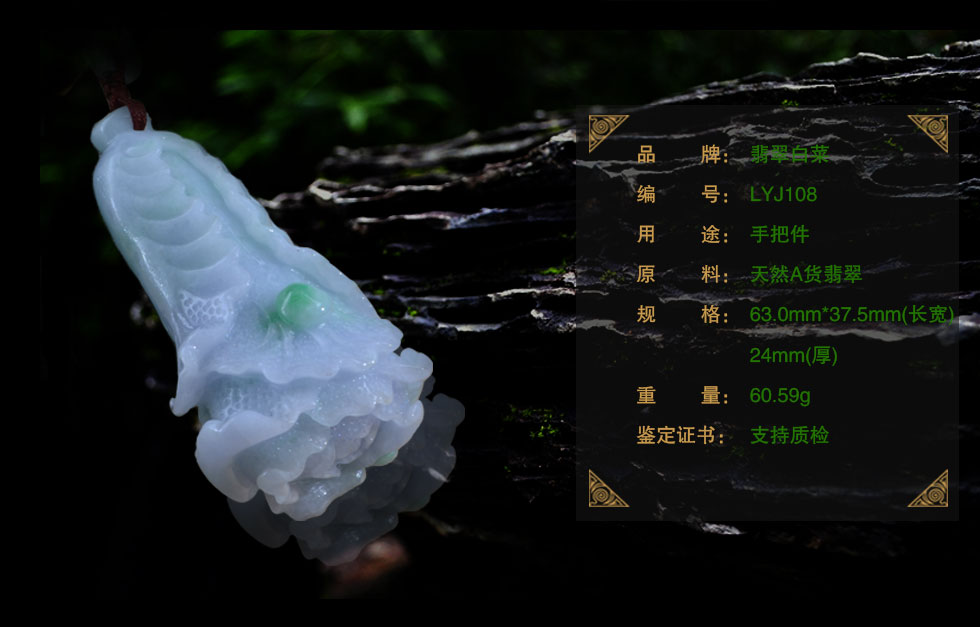 品 牌：翡翠白菜
编 号：LYJ108
用 途：手把件
原 料：天然A货翡翠
规 格：63.0mm*37.5mm(长宽)
24mm(厚)
重 量：60.59g
鉴定证书：支持质检